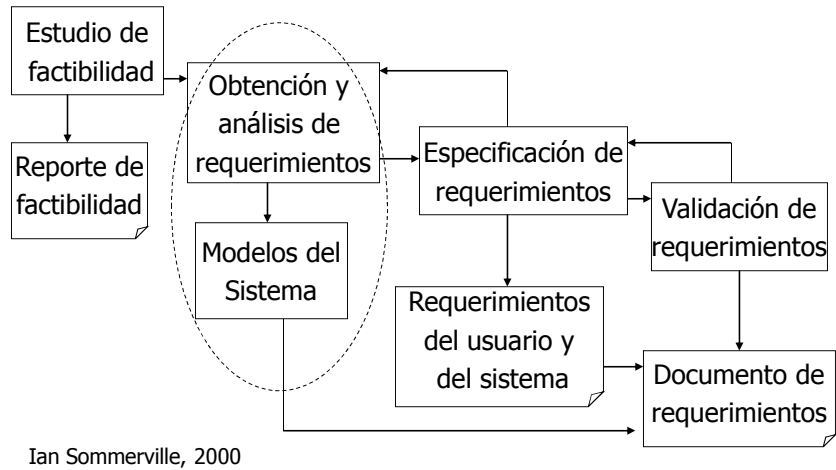 Estudio de
factibilidad
Reporte de
factibilidad
Obtención y
análisis de
requerimientos
Modelos del
Sistema
Especificación de
requerimientos
Requerimientos
del usuario y
del sistema
Validación de
requerimientos
Documento de
requerimientos
Ian Sommerville, 2000